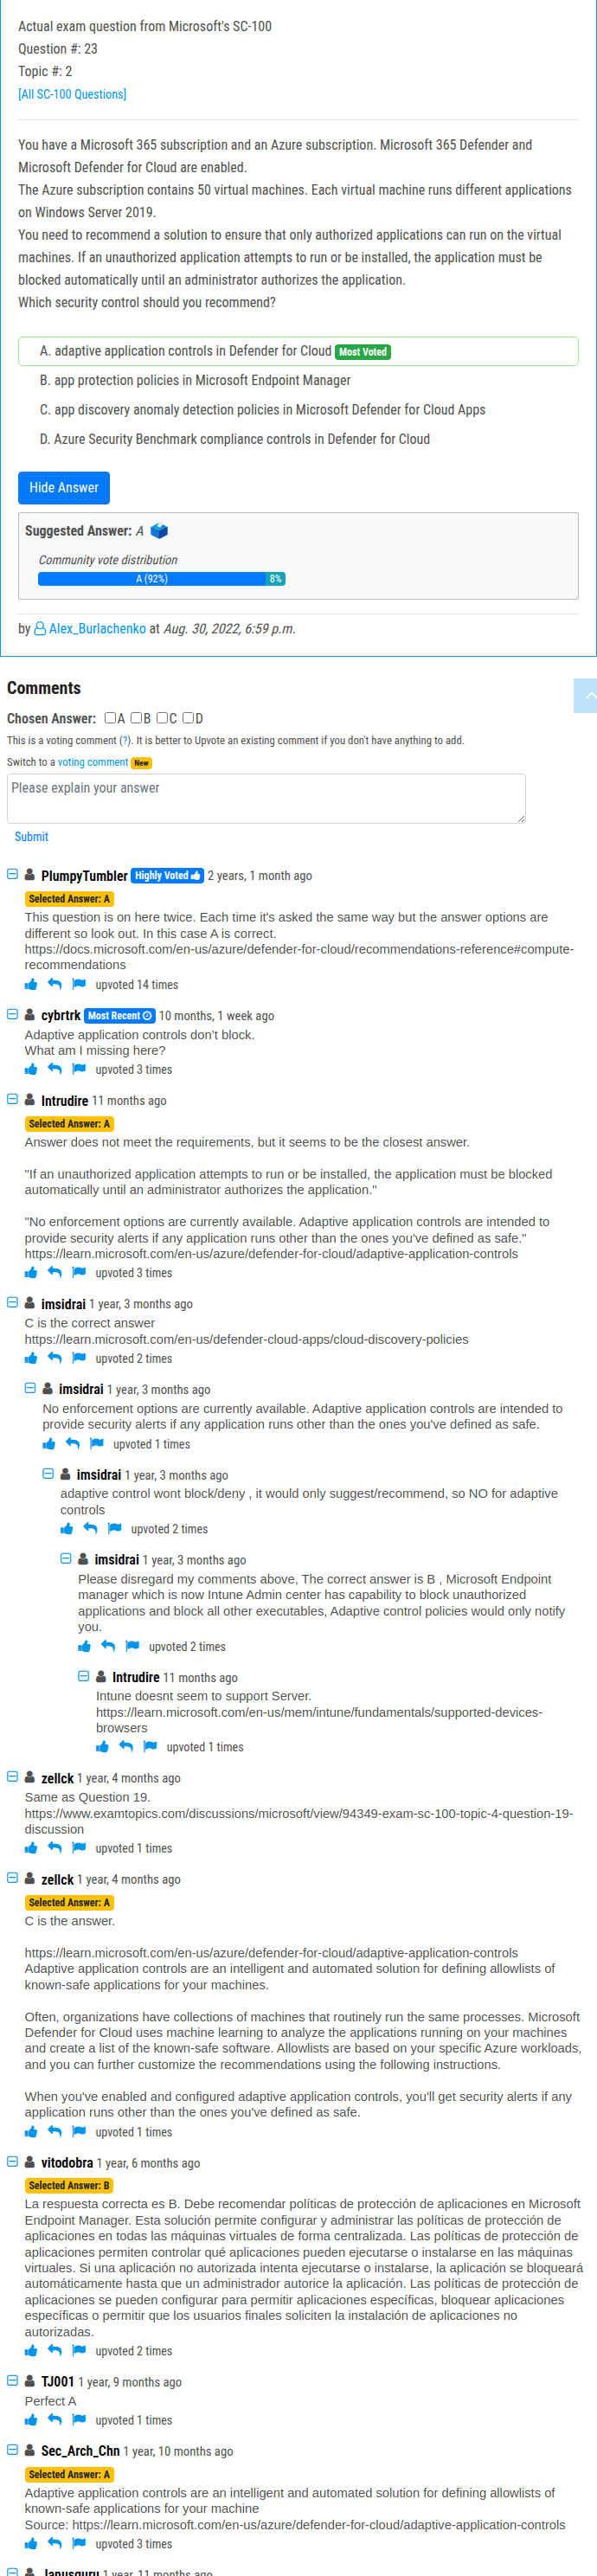 Actual exam question from Microsoft's SC-100
Question #: 23
Topic #: 2
[All SC-100 Questions]
You have a Microsoft 365 subscription and an Azure subscription. Microsoft 365 Defender and
Microsoft Defender for Cloud are enabled.
The Azure subscription contains 50 virtual machines. Each virtual machine runs different applications
on Windows Server 2019.
You need to recommend a solution to ensure that only authorized applications can run on the virtual
machines. If an unauthorized application attempts to run or be installed, the application must be
blocked automatically until an administrator authorizes the application.
Which security control should you recommend?
A. adaptive application controls in Defender for Cloud Most Voted
B. app protection policies in Microsoft Endpoint Manager
C. app discovery anomaly detection policies in Microsoft Defender for Cloud Apps
D. Azure Security Benchmark compliance controls in Defender for Cloud
Hide Answer
Suggested Answer: A
Community vote distribution
A (92%) 8%
by Alex_Burlachenko at Aug. 30, 2022, 6:59 p.m.
Comments
Chosen Answer: A B C D
This is a voting comment (?). It is better to Upvote an existing comment if you don't have anything to add.
Switch to a voting comment New
Please explain your answer
Submit
PlumpyTumbler Highly Voted 2 years, 1 month ago
Selected Answer: A
This question is on here twice. Each time it's asked the same way but the answer options are
different so look out. In this case A is correct.
https://docs.microsoft.com/en-us/azure/defender-for-cloud/recommendations-reference#compute-
recommendations
upvoted 14 times
cybrtrk Most Recent 10 months, 1 week ago
Adaptive application controls don't block.
What am I missing here?
upvoted 3 times
Intrudire 11 months ago
Selected Answer: A
Answer does not meet the requirements, but it seems to be the closest answer.
"If an unauthorized application attempts to run or be installed, the application must be blocked
automatically until an administrator authorizes the application."
"No enforcement options are currently available. Adaptive application controls are intended to
provide security alerts if any application runs other than the ones you've defined as safe."
https://learn.microsoft.com/en-us/azure/defender-for-cloud/adaptive-application-controls
upvoted 3 times
imsidrai 1 year, 3 months ago
C is the correct answer
https://learn.microsoft.com/en-us/defender-cloud-apps/cloud-discovery-policies
upvoted 2 times
imsidrai 1 year, 3 months ago
No enforcement options are currently available. Adaptive application controls are intended to
provide security alerts if any application runs other than the ones you've defined as safe.
upvoted 1 times
imsidrai 1 year, 3 months ago
adaptive control wont block/deny , it would only suggest/recommend, so NO for adaptive
controls
upvoted 2 times
imsidrai 1 year, 3 months ago
Please disregard my comments above, The correct answer is B , Microsoft Endpoint
manager which is now Intune Admin center has capability to block unauthorized
applications and block all other executables, Adaptive control policies would only notify
you.
upvoted 2 times
Intrudire 11 months ago
Intune doesnt seem to support Server.
https://learn.microsoft.com/en-us/mem/intune/fundamentals/supported-devices-
browsers
upvoted 1 times
zellck 1 year, 4 months ago
Same as Question 19.
https://www.examtopics.com/discussions/microsoft/view/94349-exam-sc-100-topic-4-question-19-
discussion
upvoted 1 times
zellck 1 year, 4 months ago
Selected Answer: A
C is the answer.
https://learn.microsoft.com/en-us/azure/defender-for-cloud/adaptive-application-controls
Adaptive application controls are an intelligent and automated solution for defining allowlists of
known-safe applications for your machines.
Often, organizations have collections of machines that routinely run the same processes. Microsoft
Defender for Cloud uses machine learning to analyze the applications running on your machines
and create a list of the known-safe software. Allowlists are based on your specific Azure workloads,
and you can further customize the recommendations using the following instructions.
When you've enabled and configured adaptive application controls, you'll get security alerts if any
application runs other than the ones you've defined as safe.
upvoted 1 times
vitodobra 1 year, 6 months ago
Selected Answer: B
La respuesta correcta es B. Debe recomendar políticas de protección de aplicaciones en Microsoft
Endpoint Manager. Esta solución permite configurar y administrar las políticas de protección de
aplicaciones en todas las máquinas virtuales de forma centralizada. Las políticas de protección de
aplicaciones permiten controlar qué aplicaciones pueden ejecutarse o instalarse en las máquinas
virtuales. Si una aplicación no autorizada intenta ejecutarse o instalarse, la aplicación se bloqueará
automáticamente hasta que un administrador autorice la aplicación. Las políticas de protección de
aplicaciones se pueden configurar para permitir aplicaciones específicas, bloquear aplicaciones
específicas o permitir que los usuarios finales soliciten la instalación de aplicaciones no
autorizadas.
upvoted 2 times
TJ001 1 year, 9 months ago
Perfect A
upvoted 1 times
Sec_Arch_Chn 1 year, 10 months ago
Selected Answer: A
Adaptive application controls are an intelligent and automated solution for defining allowlists of
known-safe applications for your machine
Source: https://learn.microsoft.com/en-us/azure/defender-for-cloud/adaptive-application-controls
upvoted 3 times
Janusguru 1 year, 11 months ago